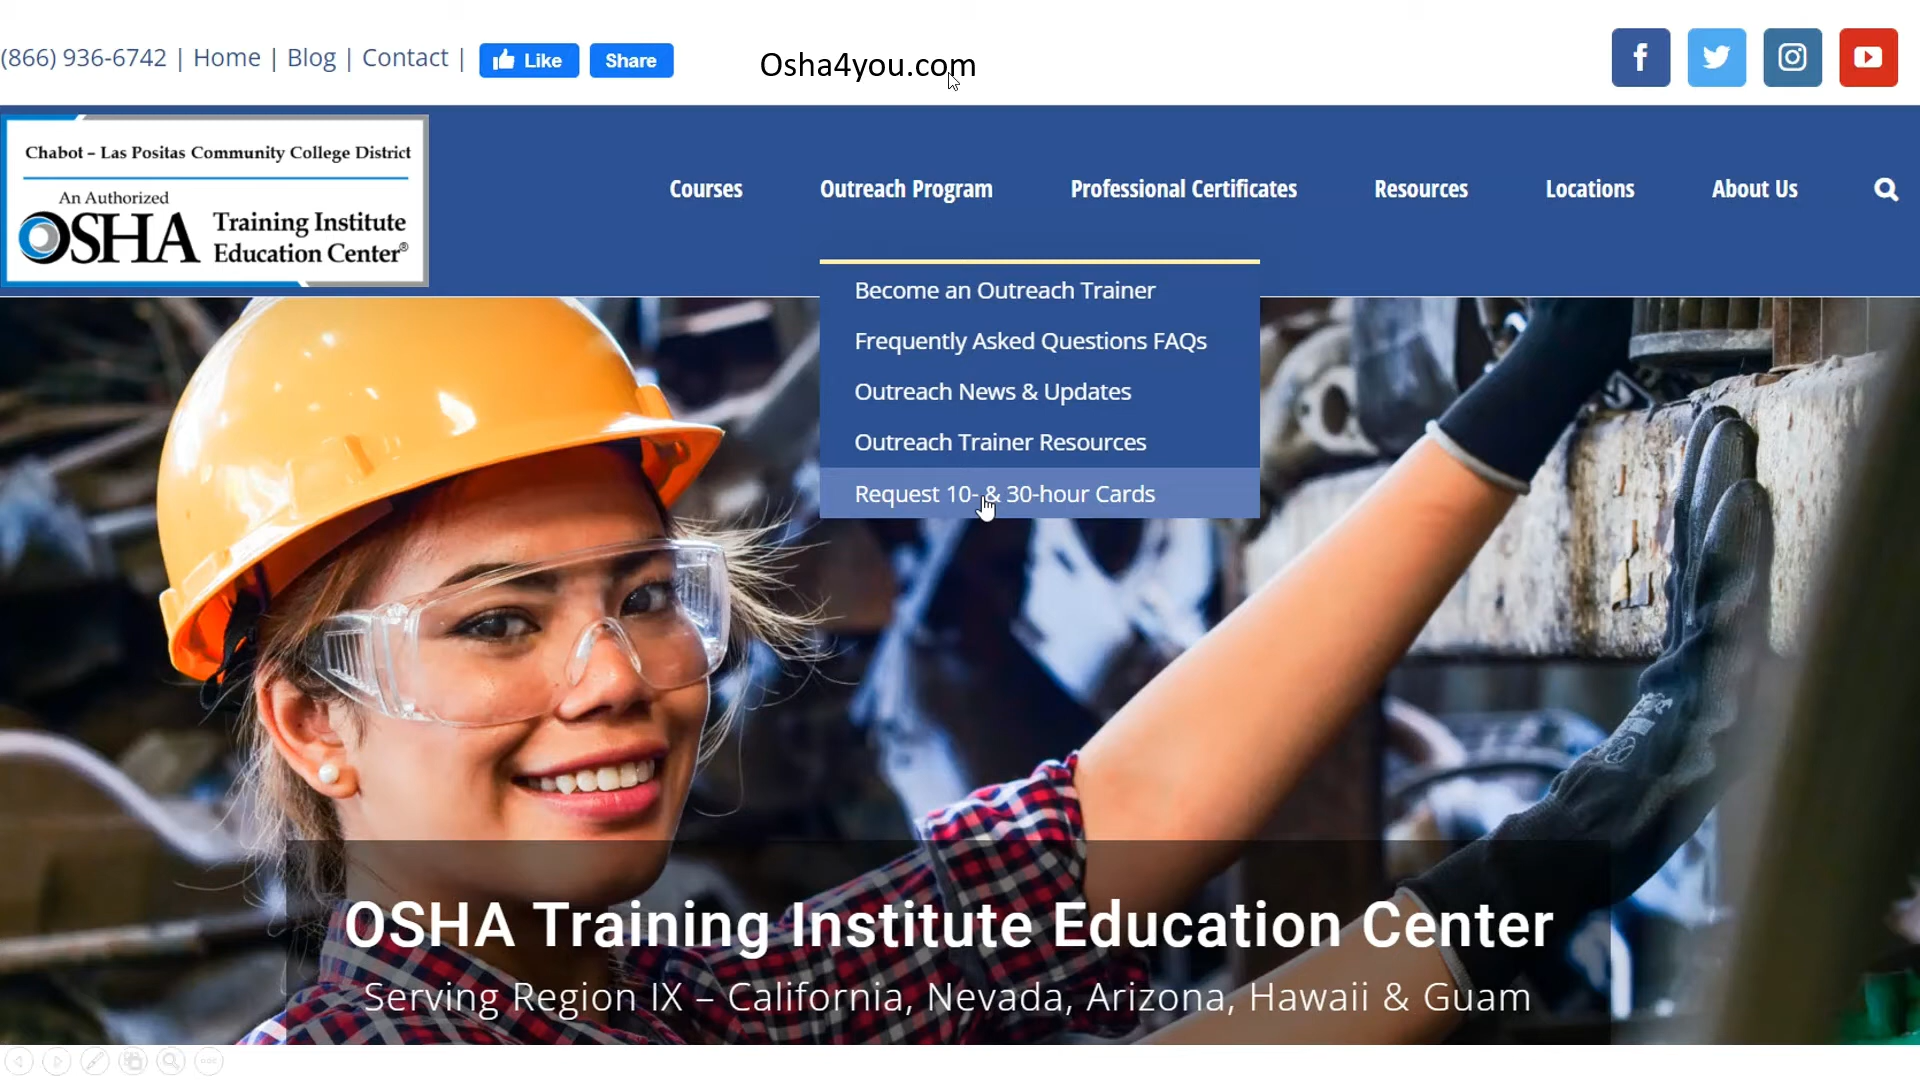 (866) 936-6742 | Home | Blog | Contact |
Like
Share
Osha4you.com
Chabot – Las Positas Community College District
An Authorized
OSHA Training Institute
Education Center®
Courses
Outreach Program
Professional Certificates
Resources
Locations
About Us
Become an Outreach Trainer
Frequently Asked Questions FAQs
Outreach News & Updates
Outreach Trainer Resources
Request 10- & 30-hour Cards
OSHA Training Institute Education Center
Serving Region IX – California, Nevada, Arizona, Hawaii & Guam